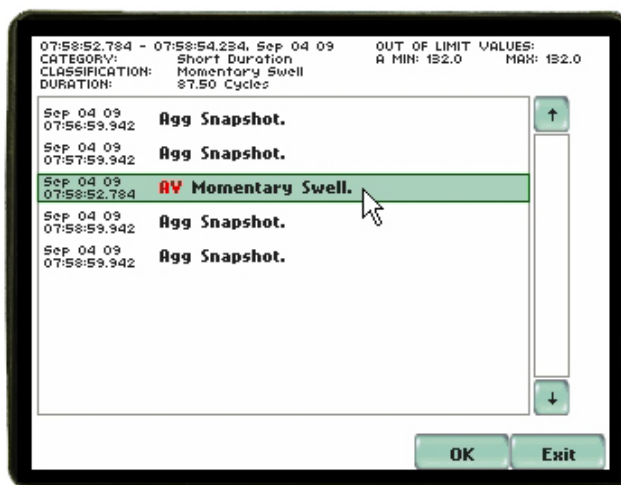 07:58:52.784 - 07:58:54.234, Sep 04 09
CATEGORY: Short Duration
CLASSIFICATION: Momentary Swell
DURATION: 87.50 Cycles
OUT OF LIMIT VALUES:
A MIN: 132.0 MAX: 132.0
Sep 04 09
07:56:59.942 Agg Snapshot.
Sep 04 09
07:57:59.942 Agg Snapshot.
Sep 04 09
07:58:52.784 AV Momentary Swell.
Sep 04 09
07:58:59.942 Agg Snapshot.
Sep 04 09
07:58:59.942 Agg Snapshot.
OK Exit